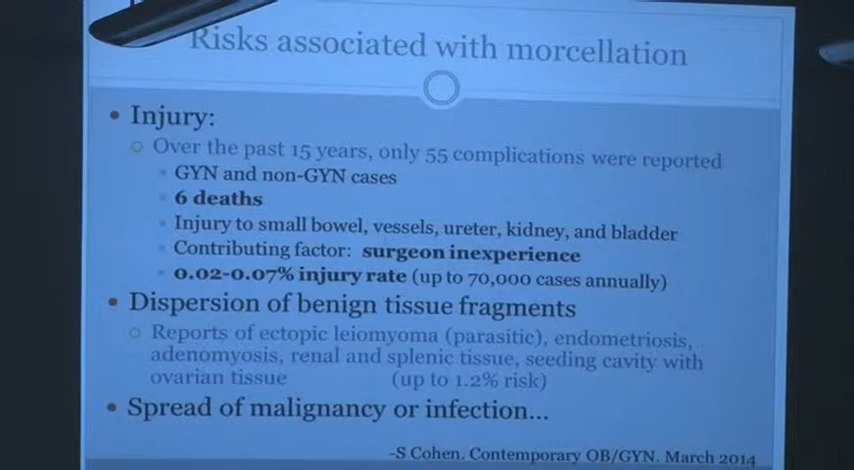 Risks associated with morcellation
• Injury:
Over the past 15 years, only 55 complications were reported
GYN and non-GYN cases
6 deaths
Injury to small bowel, vessels, ureter, kidney, and bladder
Contributing factor: surgeon inexperience
0.02-0.07% injury rate (up to 70,000 cases annually)
• Dispersion of benign tissue fragments
Reports of ectopic leiomyoma (parasitic), endometriosis,
adenomyosis, renal and splenic tissue, seeding cavity with
ovarian tissue (up to 1.2% risk)
• Spread of malignancy or infection...
-S Cohen. Contemporary OB/GYN. March 2014